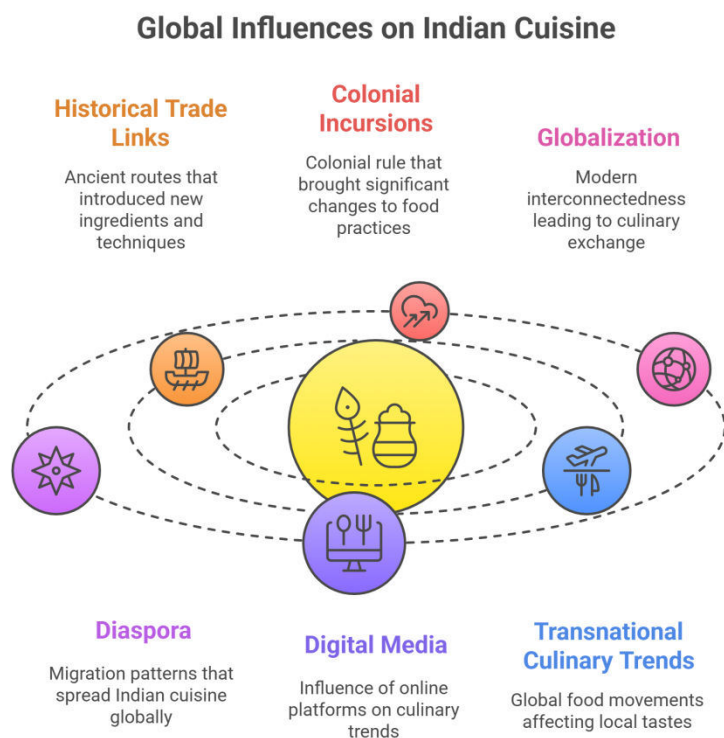 Global Influences on Indian Cuisine
Historical Trade
Links
Ancient routes that
introduced new
ingredients and
techniques
Colonial
Incursions
Colonial rule that
brought significant
changes to food
practices
Globalization
Modern
interconnectedness
leading to culinary
exchange
Diaspora
Migration patterns that
spread Indian cuisine
globally
Digital Media
Influence of online
platforms on culinary
trends
Transnational
Culinary Trends
Global food movements
affecting local tastes